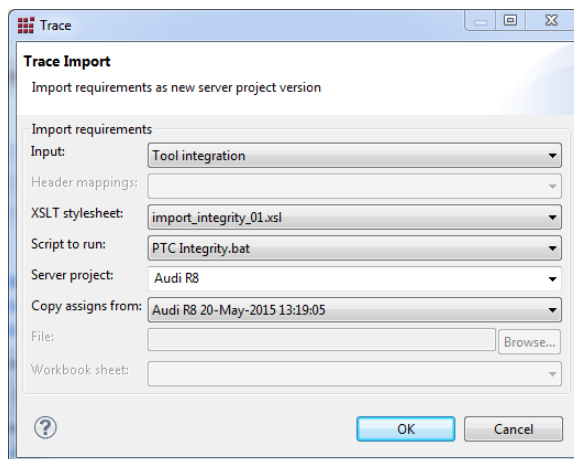 Trace
Trace Import
Import requirements as new server project version
Import requirements
Input: Tool integration
Header mappings:
XSLT stylesheet: import_integrity_01.xsl
Script to run: PTC Integrity.bat
Server project: Audi R8
Copy assigns from: Audi R8 20-May-2015 13:19:05
File: Browse...
Workbook sheet:
? OK Cancel